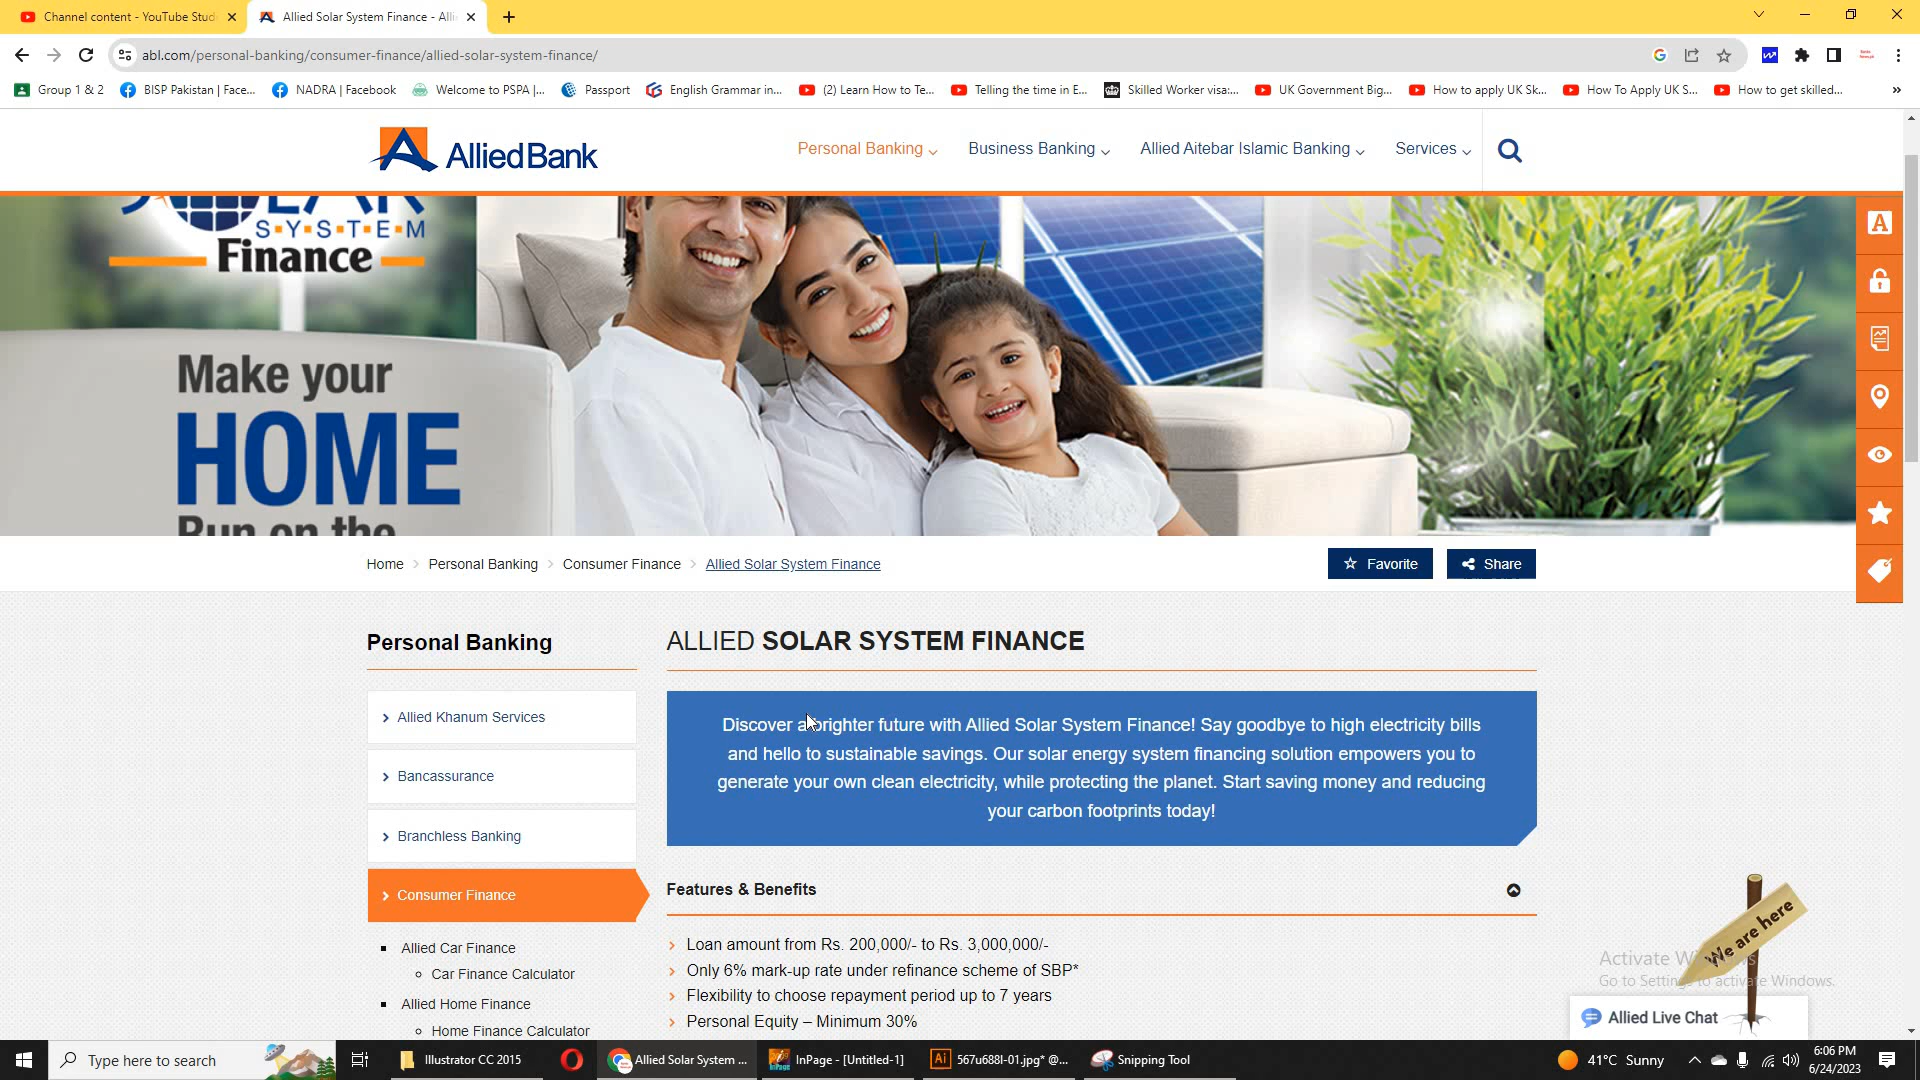 Channel content - YouTube Stud
Allied Solar System Finance - Alli
abl.com/personal-banking/consumer-finance/allied-solar-system-finance/
Group 1 & 2
BISP Pakistan | Face...
NADRA | Facebook
Welcome to PSPA |...
Passport
English Grammar in...
(2) Learn How to Te...
Telling the time in E...
Skilled Worker visa:...
UK Government Big...
How to apply UK Sk...
How To Apply UK S...
How to get skilled...
Allied Bank
Personal Banking
Business Banking
Allied Aitebar Islamic Banking
Services
SOLAR
SYSTEM
Finance
Make your
HOME
Run on the
A
Home
Personal Banking
Consumer Finance
Allied Solar System Finance
Favorite
Share
Personal Banking
Allied Khanum Services
Bancassurance
Branchless Banking
Consumer Finance
Allied Car Finance
Car Finance Calculator
Allied Home Finance
Home Finance Calculator
ALLIED SOLAR SYSTEM FINANCE
Discover a brighter future with Allied Solar System Finance! Say goodbye to high electricity bills
and hello to sustainable savings. Our solar energy system financing solution empowers you to
generate your own clean electricity, while protecting the planet. Start saving money and reducing
your carbon footprints today!
Features & Benefits
Loan amount from Rs. 200,000/- to Rs. 3,000,000/-
Only 6% mark-up rate under refinance scheme of SBP*
Flexibility to choose repayment period up to 7 years
Personal Equity – Minimum 30%
We are here
Activate Windows
Go to Settings to activate Windows.
Allied Live Chat
Type here to search
Illustrator CC 2015
Allied Solar System ...
InPage - [Untitled-1]
567u688l-01.jpg* @...
Snipping Tool
41°C Sunny
6:06 PM
6/24/2023